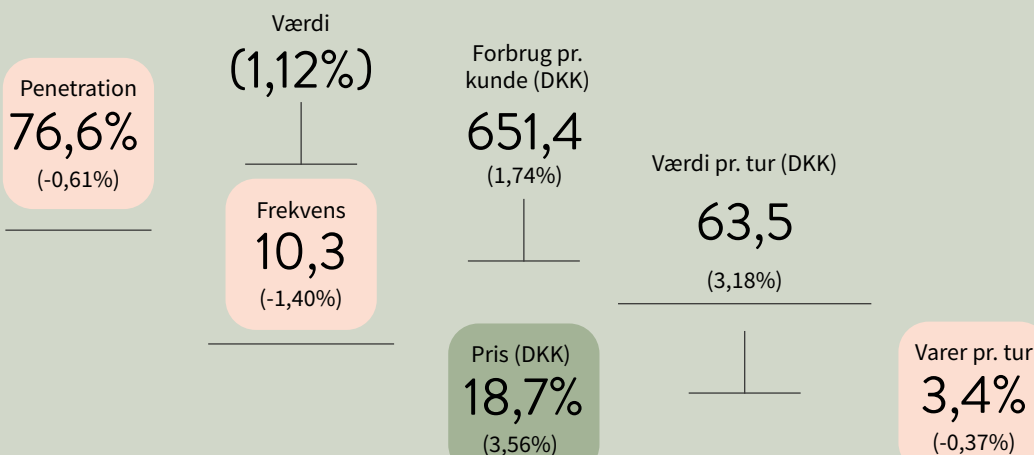 Værdi
(1,12%)
Penetration
76,6%
(-0,61%)
Forbrug pr.
kunde (DKK)
651,4
(1,74%)
Frekvens
10,3
(-1,40%)
Værdi pr. tur (DKK)
63,5
(3,18%)
Pris (DKK)
18,7%
(3,56%)
Varer pr. tur
3,4%
(-0,37%)